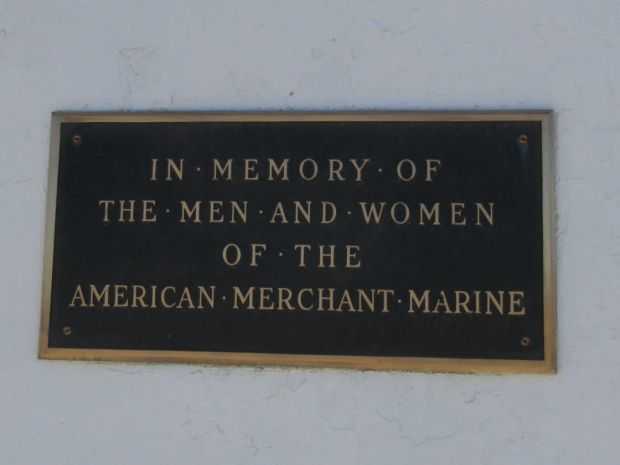 IN · MEMORY · OF
THE · MEN · AND · WOMEN
OF · THE
AMERICAN · MERCHANT · MARINE